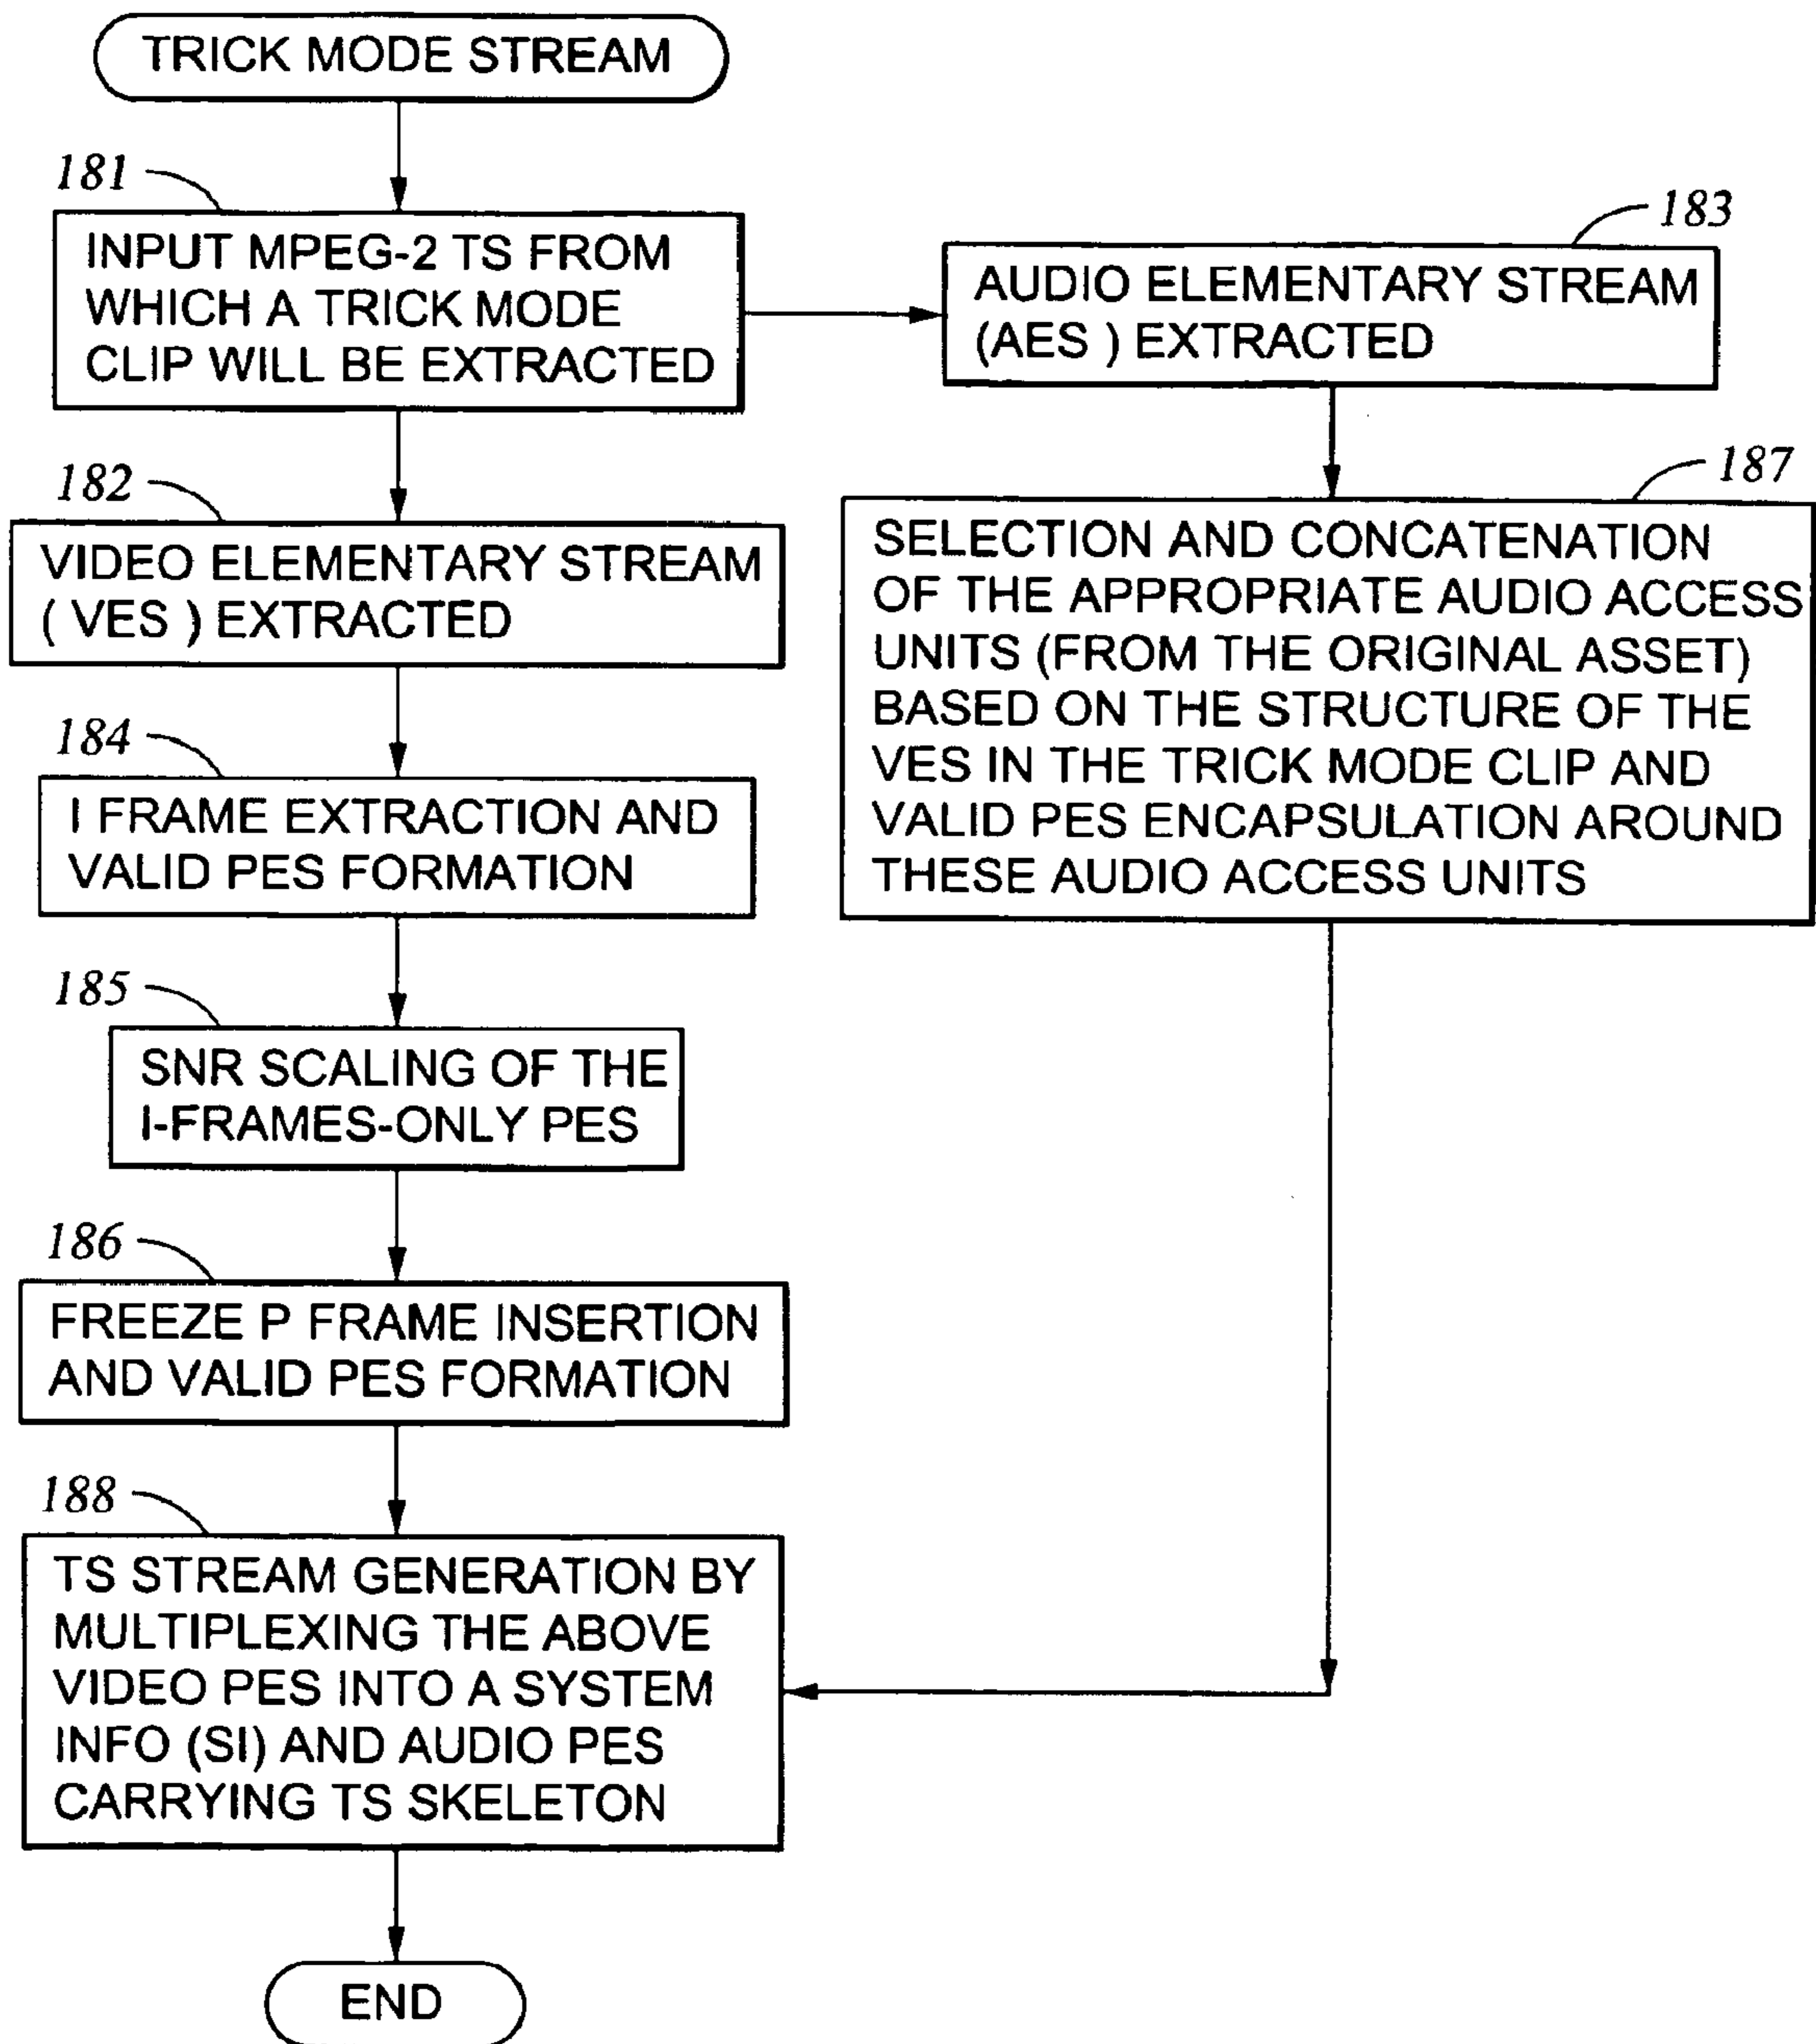 TRICK MODE STREAM
181
INPUT MPEG-2 TS FROM
WHICH A TRICK MODE
CLIP WILL BE EXTRACTED
183
AUDIO ELEMENTARY STREAM
(AES ) EXTRACTED
182
VIDEO ELEMENTARY STREAM
( VES ) EXTRACTED
187
SELECTION AND CONCATENATION
OF THE APPROPRIATE AUDIO ACCESS
UNITS (FROM THE ORIGINAL ASSET)
BASED ON THE STRUCTURE OF THE
VES IN THE TRICK MODE CLIP AND
VALID PES ENCAPSULATION AROUND
THESE AUDIO ACCESS UNITS
184
I FRAME EXTRACTION AND
VALID PES FORMATION
185
SNR SCALING OF THE
I-FRAMES-ONLY PES
186
FREEZE P FRAME INSERTION
AND VALID PES FORMATION
188
TS STREAM GENERATION BY
MULTIPLEXING THE ABOVE
VIDEO PES INTO A SYSTEM
INFO (SI) AND AUDIO PES
CARRYING TS SKELETON
END